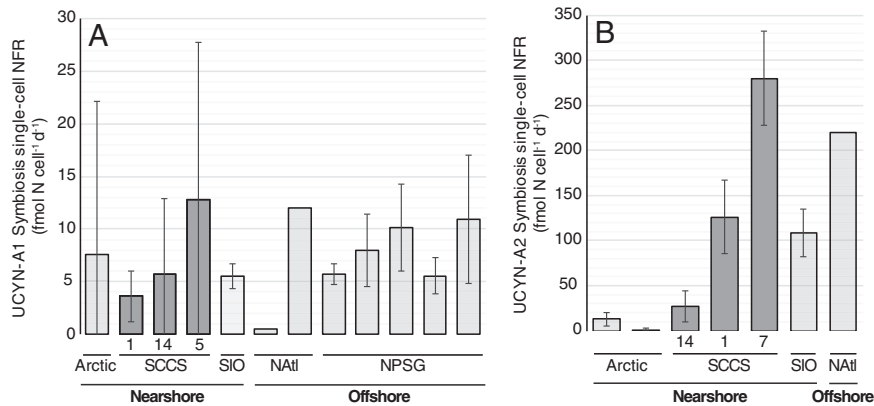 A
UCYN-A1 Symbiosis single-cell NFR
(fmol N cell⁻¹ d⁻¹)
30
25
20
15
10
5
0
1 14 5
Arctic SCCS SIO NAtl NPSG
Nearshore Offshore
B
UCYN-A2 Symbiosis single-cell NFR
(fmol N cell⁻¹ d⁻¹)
350
300
250
200
150
100
50
0
14 1 7
Arctic SCCS SIO NAtl
Nearshore Offshore